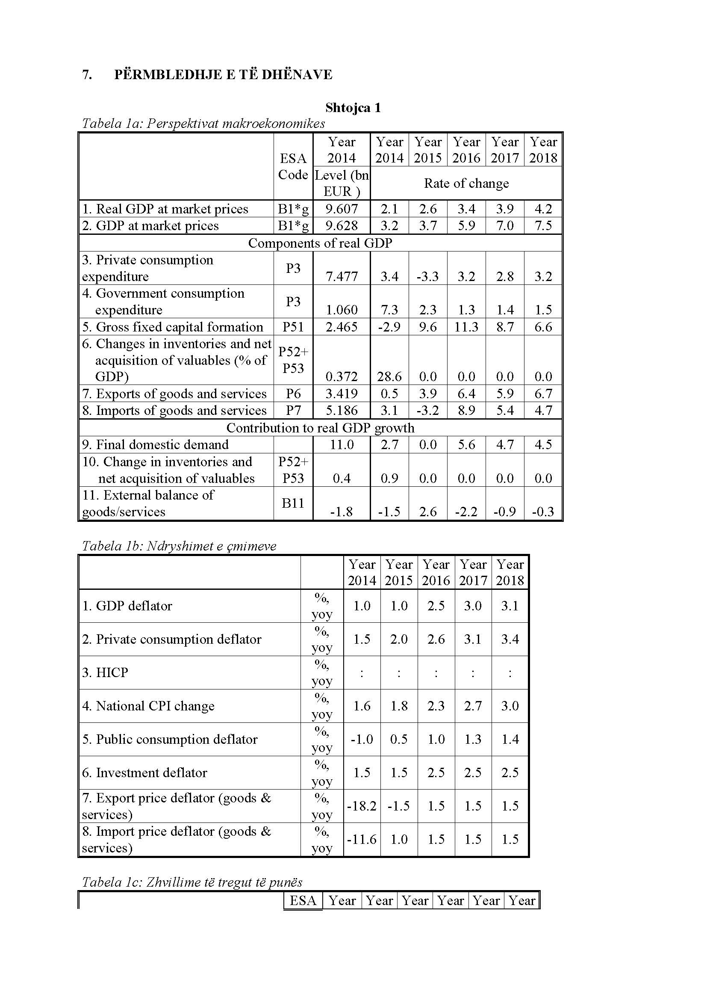 7. PËRMBLEDHJE E TË DHËNAVE
Shtojca 1
Tabela 1a: Perspektivat makroekonomikes
ESA Code Year 2014 Year 2014 Year 2015 Year 2016 Year 2017 Year 2018
Level (bn EUR ) Rate of change
1. Real GDP at market prices B1*g 9.607 2.1 2.6 3.4 3.9 4.2
2. GDP at market prices B1*g 9.628 3.2 3.7 5.9 7.0 7.5
Components of real GDP
3. Private consumption
expenditure P3 7.477 3.4 -3.3 3.2 2.8 3.2
4. Government consumption
expenditure P3 1.060 7.3 2.3 1.3 1.4 1.5
5. Gross fixed capital formation P51 2.465 -2.9 9.6 11.3 8.7 6.6
6. Changes in inventories and net
acquisition of valuables (% of
GDP) P52+ P53 0.372 28.6 0.0 0.0 0.0 0.0
7. Exports of goods and services P6 3.419 0.5 3.9 6.4 5.9 6.7
8. Imports of goods and services P7 5.186 3.1 -3.2 8.9 5.4 4.7
Contribution to real GDP growth
9. Final domestic demand 11.0 2.7 0.0 5.6 4.7 4.5
10. Change in inventories and P52+
net acquisition of valuables P53 0.4 0.9 0.0 0.0 0.0 0.0
11. External balance of
goods/services B11 -1.8 -1.5 2.6 -2.2 -0.9 -0.3
Tabela 1b: Ndryshimet e çmimeve
Year Year Year Year Year
2014 2015 2016 2017 2018
1. GDP deflator %, yoy 1.0 1.0 2.5 3.0 3.1
2. Private consumption deflator %, yoy 1.5 2.0 2.6 3.1 3.4
3. HICP %, yoy : : : : :
4. National CPI change %, yoy 1.6 1.8 2.3 2.7 3.0
5. Public consumption deflator %, yoy -1.0 0.5 1.0 1.3 1.4
6. Investment deflator %, yoy 1.5 1.5 2.5 2.5 2.5
7. Export price deflator (goods &
services) %, yoy -18.2 -1.5 1.5 1.5 1.5
8. Import price deflator (goods &
services) %, yoy -11.6 1.0 1.5 1.5 1.5
Tabela 1c: Zhvillime të tregut të punës
ESA Year Year Year Year Year Year